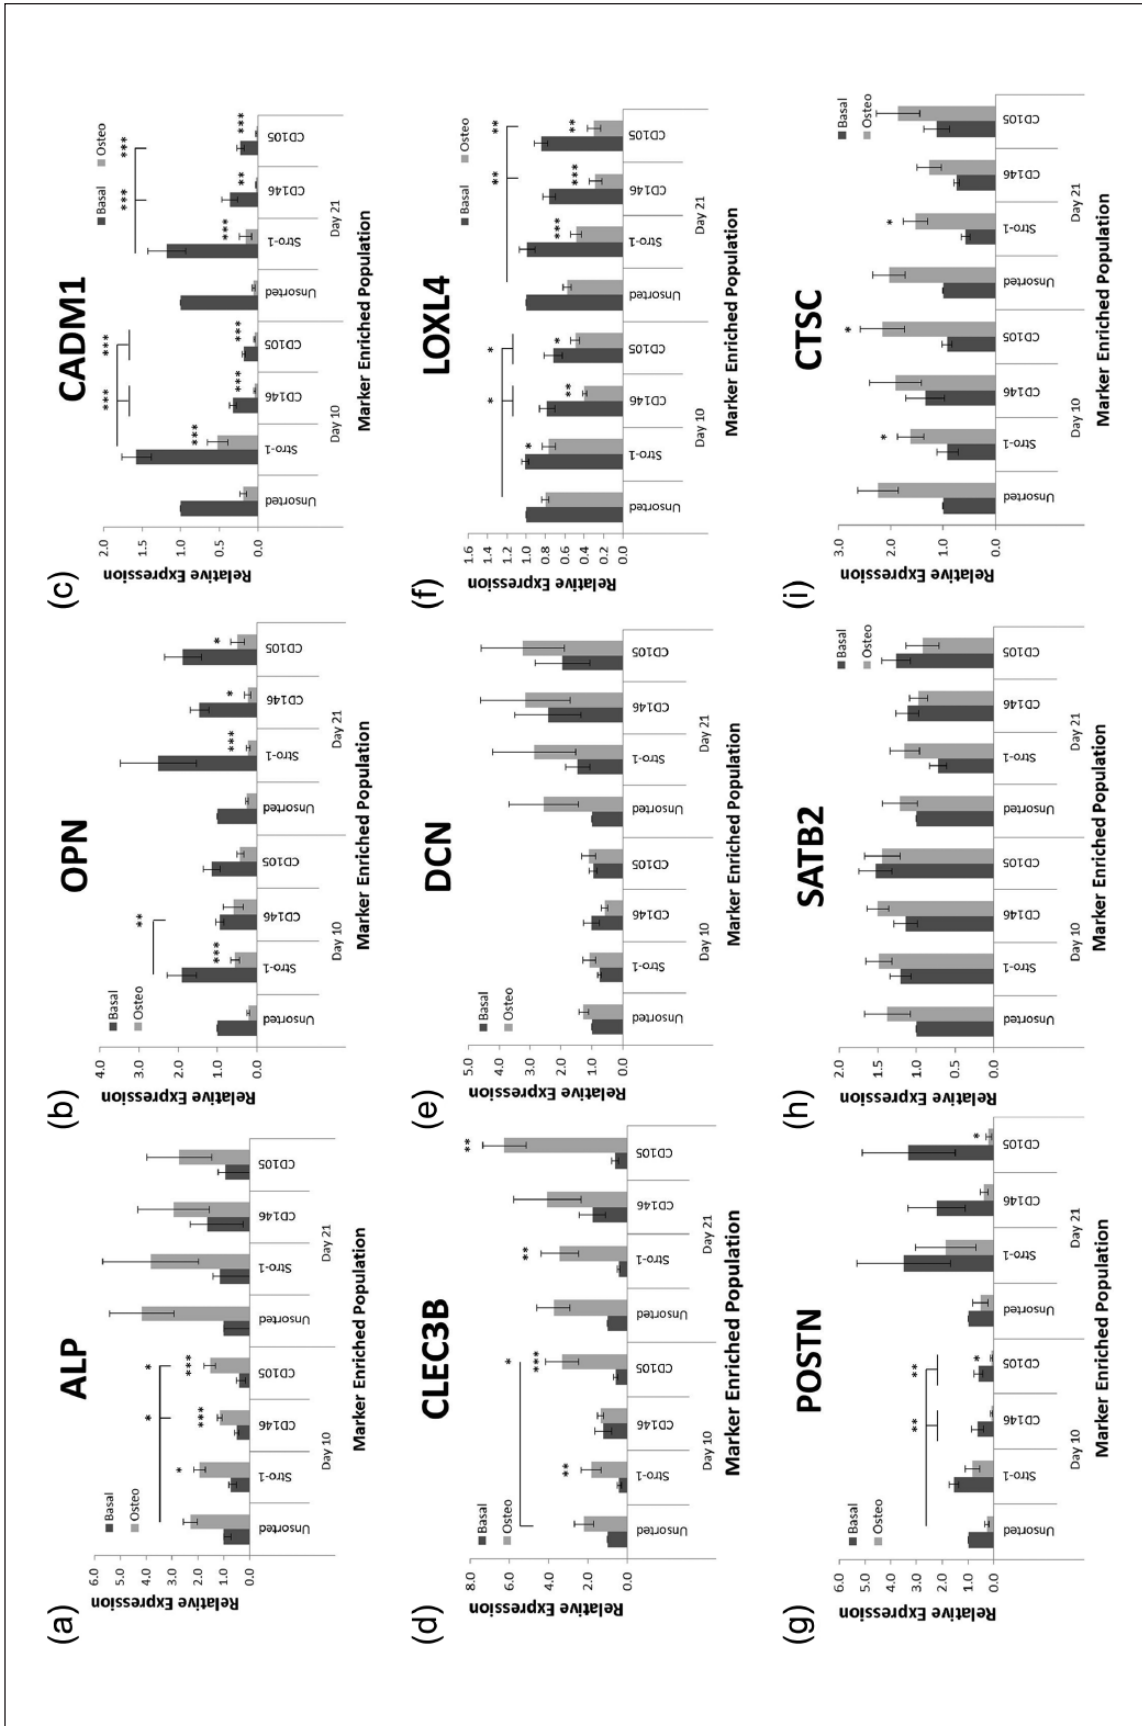 (a)
ALP
Relative Expression
6.0
5.0
4.0
3.0
2.0
1.0
0.0
Basal
Osteo
*
***
***
*
*
Unsorted
Stro-1
CD146
CD105
Unsorted
Stro-1
CD146
CD105
Day 10
Day 21
Marker Enriched Population
(b)
OPN
Relative Expression
4.0
3.0
2.0
1.0
0.0
Basal
Osteo
***
**
***
*
*
Unsorted
Stro-1
CD146
CD105
Unsorted
Stro-1
CD146
CD105
Day 10
Day 21
Marker Enriched Population
(c)
CADM1
Relative Expression
2.0
1.5
1.0
0.5
0.0
Basal
Osteo
***
***
***
***
***
***
***
***
**
***
Unsorted
Stro-1
CD146
CD105
Unsorted
Stro-1
CD146
CD105
Day 10
Day 21
Marker Enriched Population
(d)
CLEC3B
Relative Expression
8.0
6.0
4.0
2.0
0.0
Basal
Osteo
**
*
***
**
**
Unsorted
Stro-1
CD146
CD105
Unsorted
Stro-1
CD146
CD105
Day 10
Day 21
Marker Enriched Population
(e)
DCN
Relative Expression
5.0
4.0
3.0
2.0
1.0
0.0
Basal
Osteo
Unsorted
Stro-1
CD146
CD105
Unsorted
Stro-1
CD146
CD105
Day 10
Day 21
Marker Enriched Population
(f)
LOXL4
Relative Expression
1.6
1.4
1.2
1.0
0.8
0.6
0.4
0.2
0.0
Basal
Osteo
*
*
*
**
*
**
**
***
***
**
Unsorted
Stro-1
CD146
CD105
Unsorted
Stro-1
CD146
CD105
Day 10
Day 21
Marker Enriched Population
(g)
POSTN
Relative Expression
6.0
5.0
4.0
3.0
2.0
1.0
0.0
Basal
Osteo
**
**
*
*
Unsorted
Stro-1
CD146
CD105
Unsorted
Stro-1
CD146
CD105
Day 10
Day 21
Marker Enriched Population
(h)
SATB2
Relative Expression
2.0
1.5
1.0
0.5
0.0
Basal
Osteo
Unsorted
Stro-1
CD146
CD105
Unsorted
Stro-1
CD146
CD105
Day 10
Day 21
Marker Enriched Population
(i)
CTSC
Relative Expression
3.0
2.0
1.0
0.0
Basal
Osteo
*
*
*
Unsorted
Stro-1
CD146
CD105
Unsorted
Stro-1
CD146
CD105
Day 10
Day 21
Marker Enriched Population